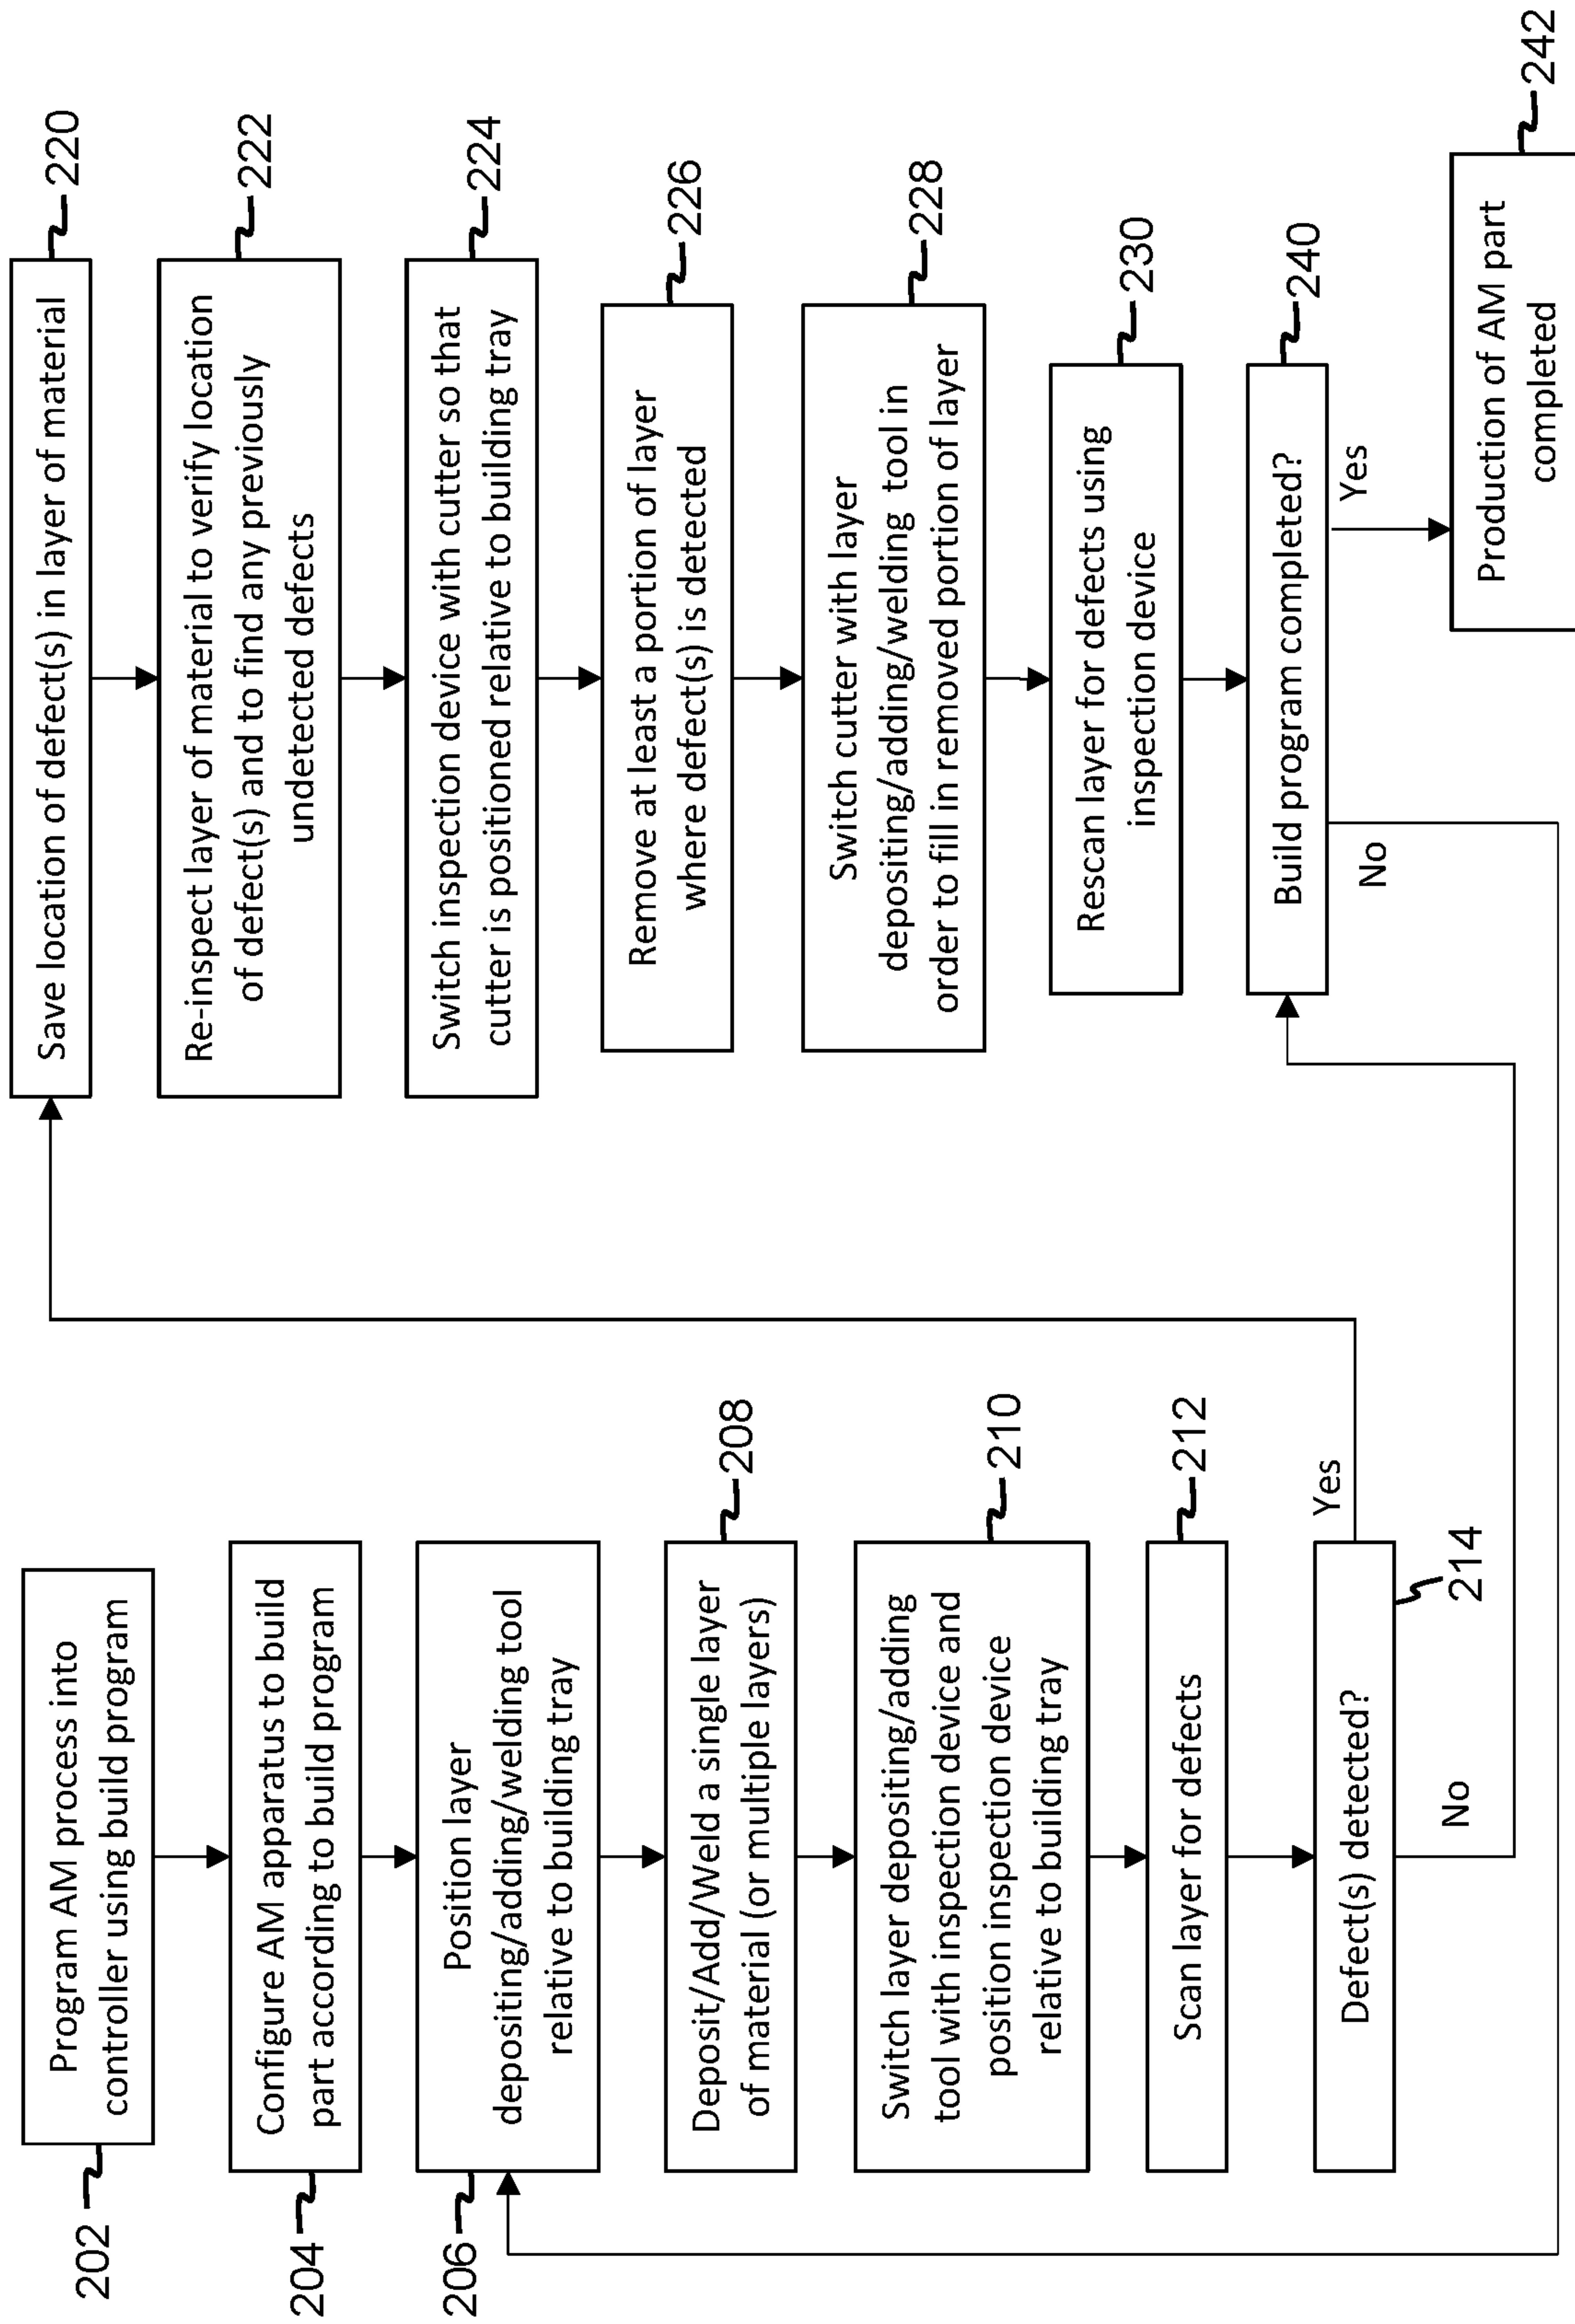 Program AM process into
controller using build program
202
Configure AM apparatus to build
part according to build program
204
Position layer
depositing/adding/welding tool
relative to building tray
206
Deposit/Add/Weld a single layer
of material (or multiple layers)
208
Switch layer depositing/adding
tool with inspection device and
position inspection device
relative to building tray
210
Scan layer for defects
212
Defect(s) detected?
214
Yes
No
Save location of defect(s) in layer of material
220
Re-inspect layer of material to verify location
of defect(s) and to find any previously
undetected defects
222
Switch inspection device with cutter so that
cutter is positioned relative to building tray
224
Remove at least a portion of layer
where defect(s) is detected
226
Switch cutter with layer
depositing/adding/welding tool in
order to fill in removed portion of layer
228
Rescan layer for defects using
inspection device
230
Build program completed?
240
No
Yes
Production of AM part
completed
242